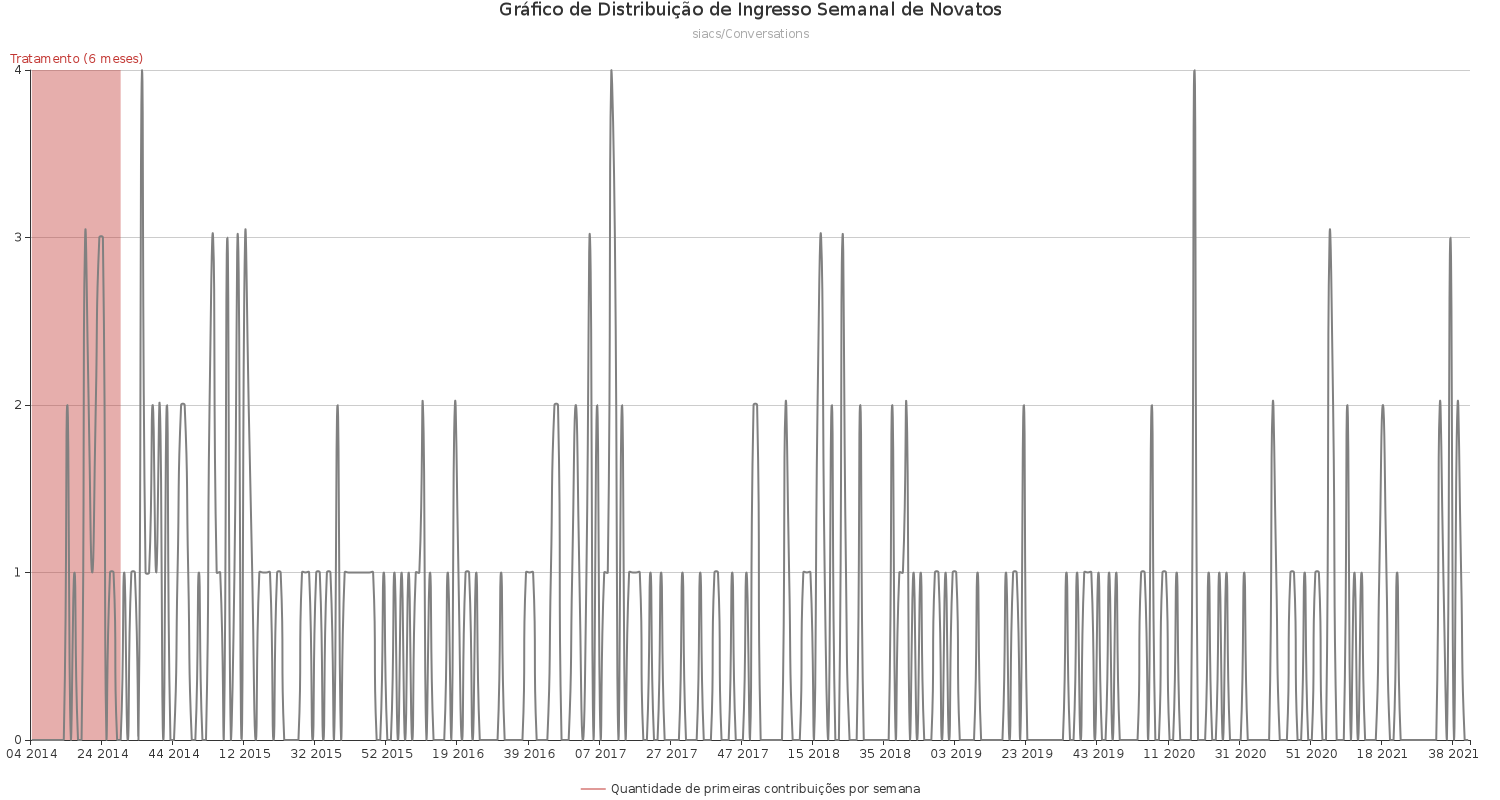 Gráfico de Distribuição de Ingresso Semanal de Novatos
siacs/Conversations
Tratamento (6 meses)
4
3
2
1
0
04 2014 24 2014 44 2014 12 2015 32 2015 52 2015 19 2016 39 2016 07 2017 27 2017 47 2017 15 2018 35 2018 03 2019 23 2019 43 2019 11 2020 31 2020 51 2020 18 2021 38 2021
Quantidade de primeiras contribuições por semana